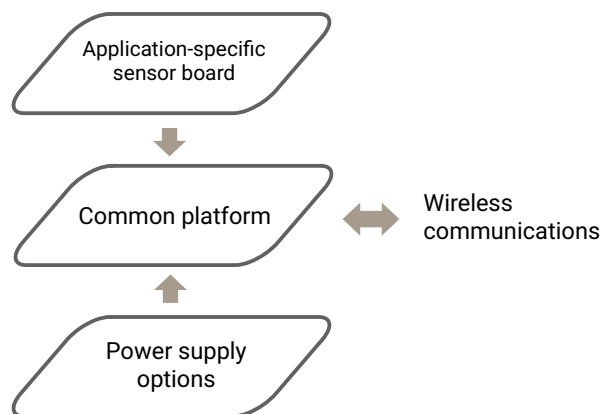 Application-specific
sensor board
Common platform
Wireless
communications
Power supply
options